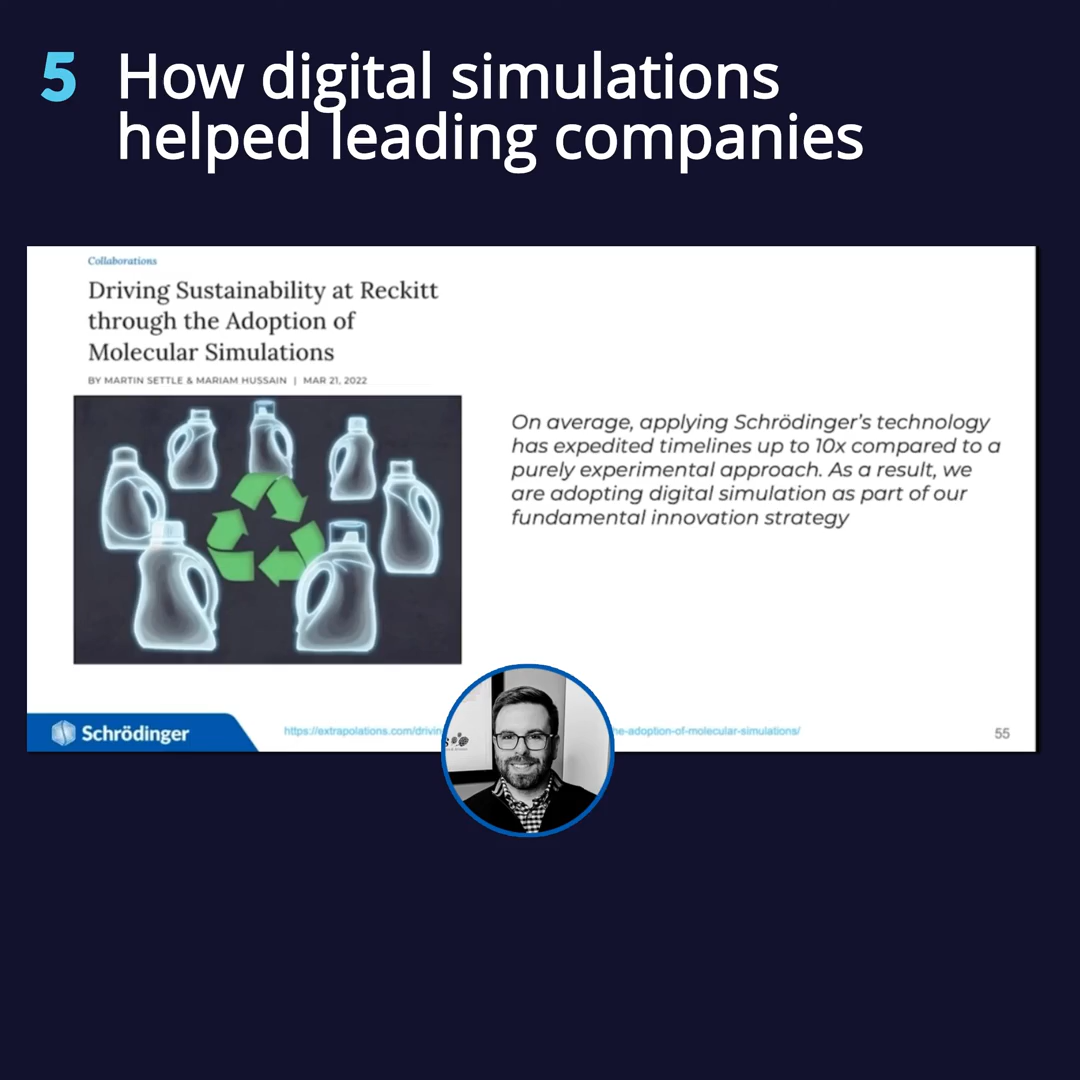 5 How digital simulations
helped leading companies
Collaborations
Driving Sustainability at Reckitt
through the Adoption of
Molecular Simulations
BY MARTIN SETTLE & MARIAM HUSSAIN | MAR 21, 2022
On average, applying Schrödinger's technology
has expedited timelines up to 10x compared to a
purely experimental approach. As a result, we
are adopting digital simulation as part of our
fundamental innovation strategy
Schrödinger
https://extrapolations.com/drivin
e-adoption-of-molecular-simulations/
55